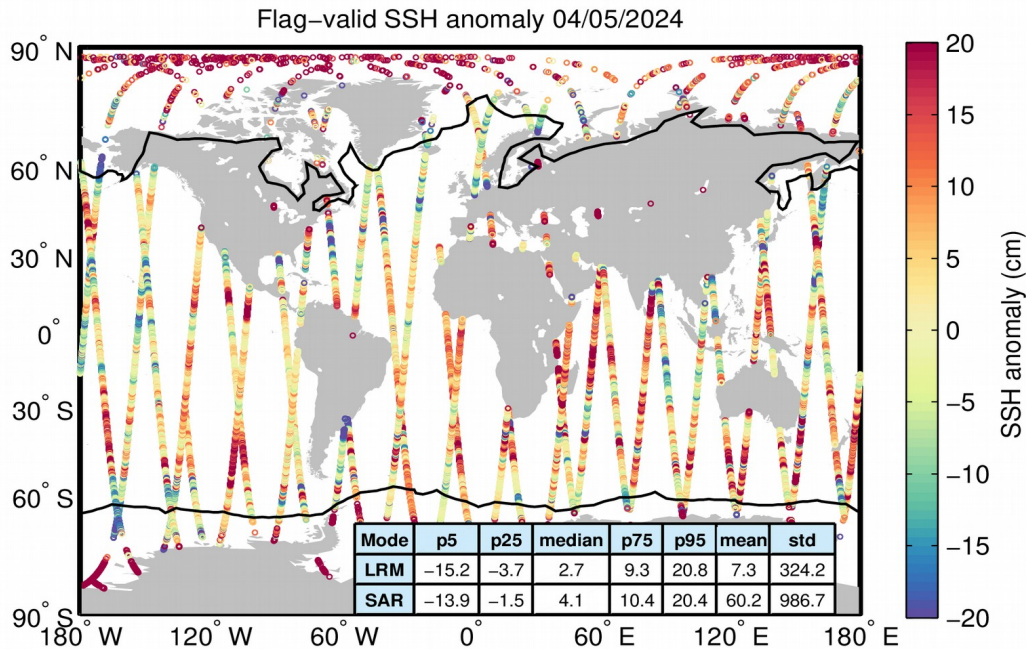 Flag−valid SSH anomaly 04/05/2024
90° N
60° N
30° N
0°
30° S
60° S
90° S
180° W
120° W
60° W
0°
60° E
120° E
180° E
Mode p5 p25 median p75 p95 mean std
LRM −15.2 −3.7 2.7 9.3 20.8 7.3 324.2
SAR −13.9 −1.5 4.1 10.4 20.4 60.2 986.7
20
15
10
5
0
−5
−10
−15
−20
SSH anomaly (cm)